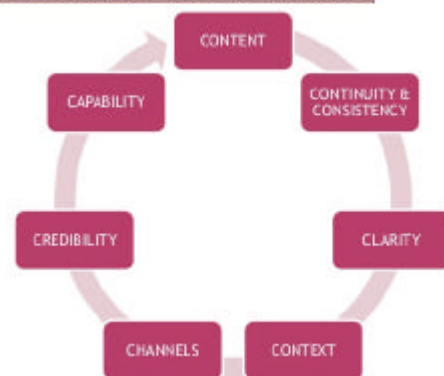 CONTENT
CONTINUITY &
CONSISTENCY
CLARITY
CONTEXT
CHANNELS
CREDIBILITY
CAPABILITY